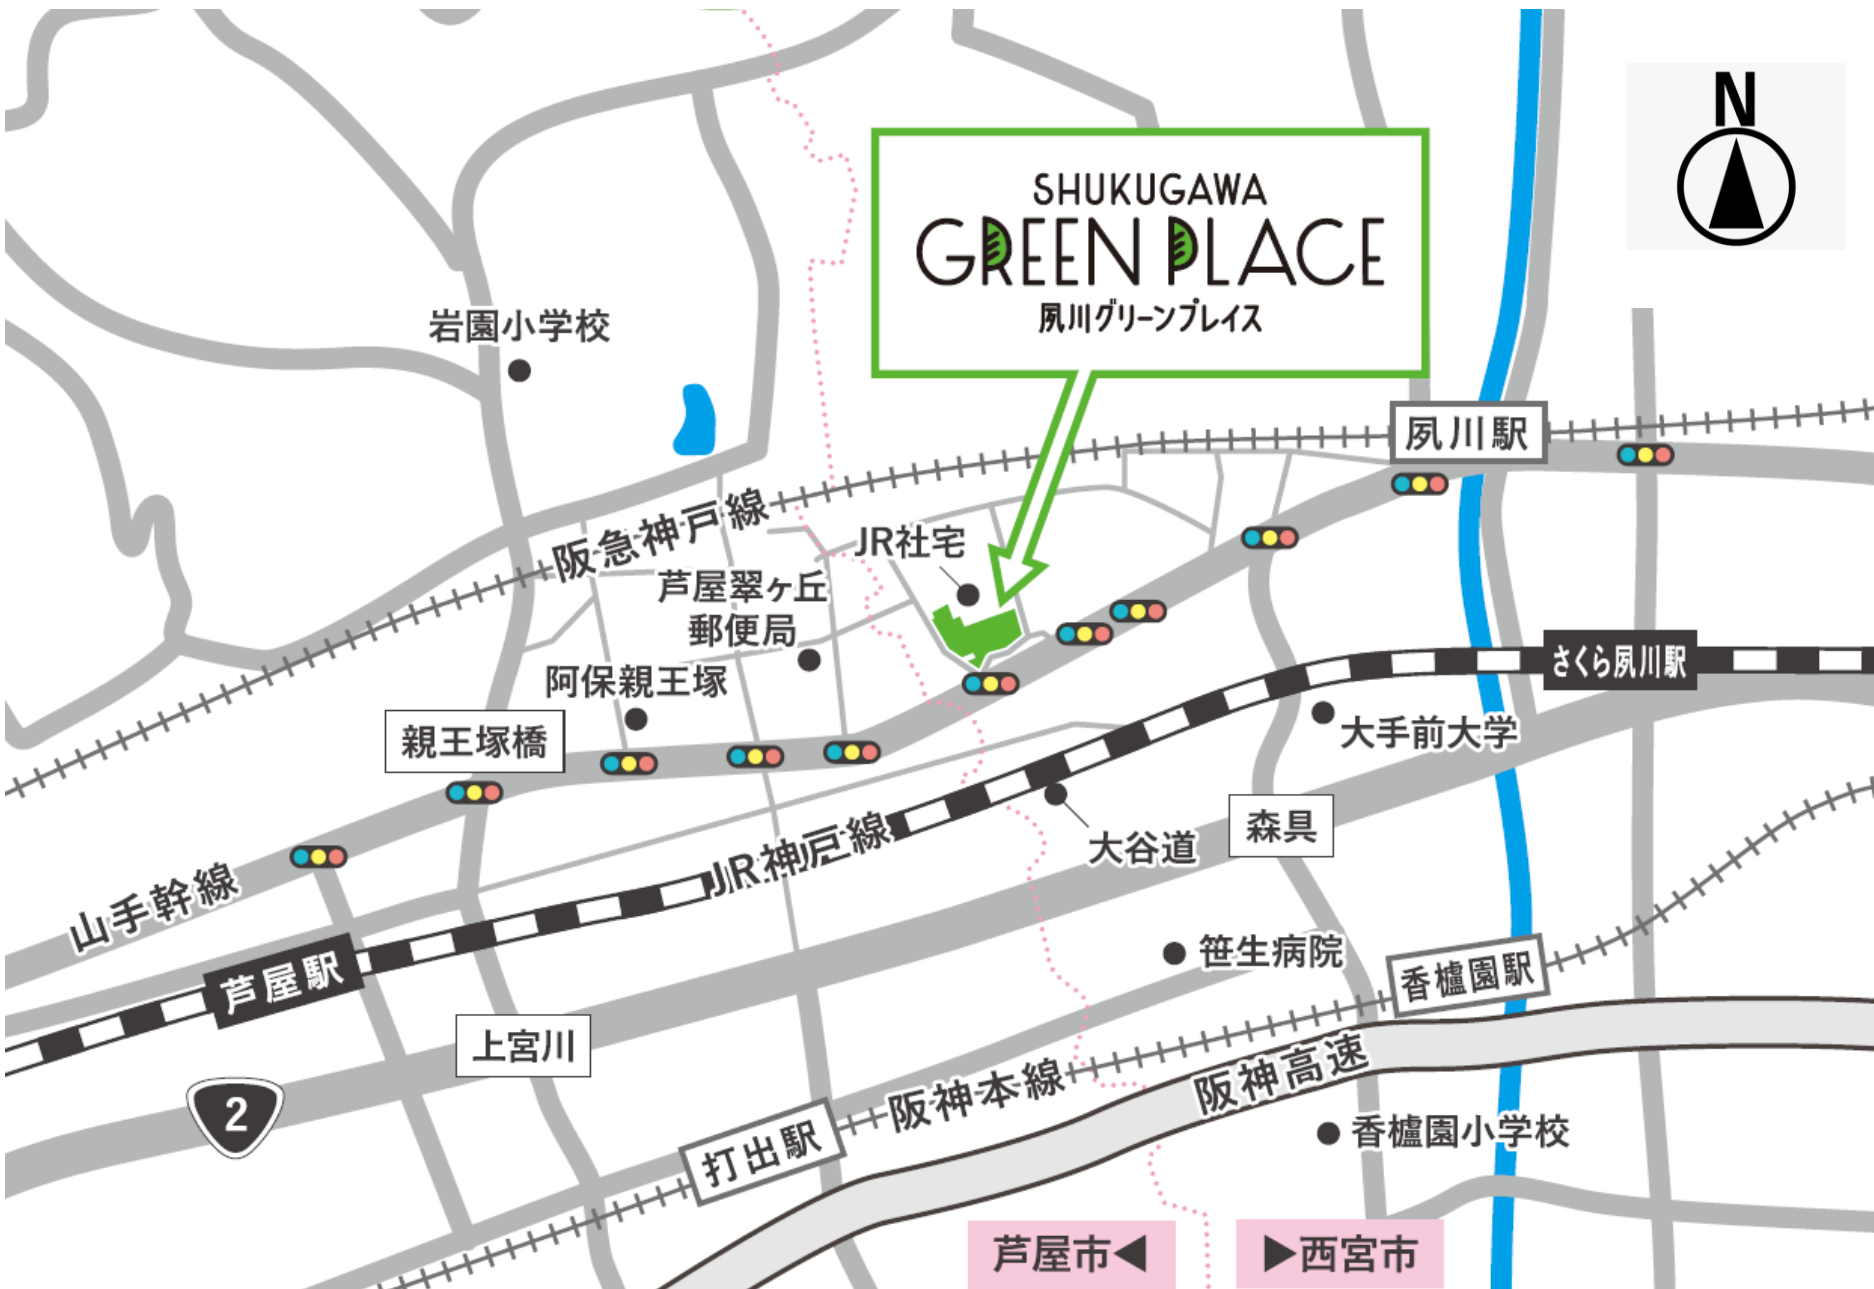 N
SHUKUGAWA
GREEN PLACE
夙川グリーンプレイス
岩園小学校
夙川駅
阪急神戸線
JR社宅
芦屋翠ヶ丘
郵便局
阿保親王塚
親王塚橋
さくら夙川駅
大手前大学
山手幹線
JR神戸線
大谷道
森具
芦屋駅
笹生病院
香櫨園駅
上宮川
2
阪神本線
阪神高速
打出駅
香櫨園小学校
芦屋市◀
▶西宮市